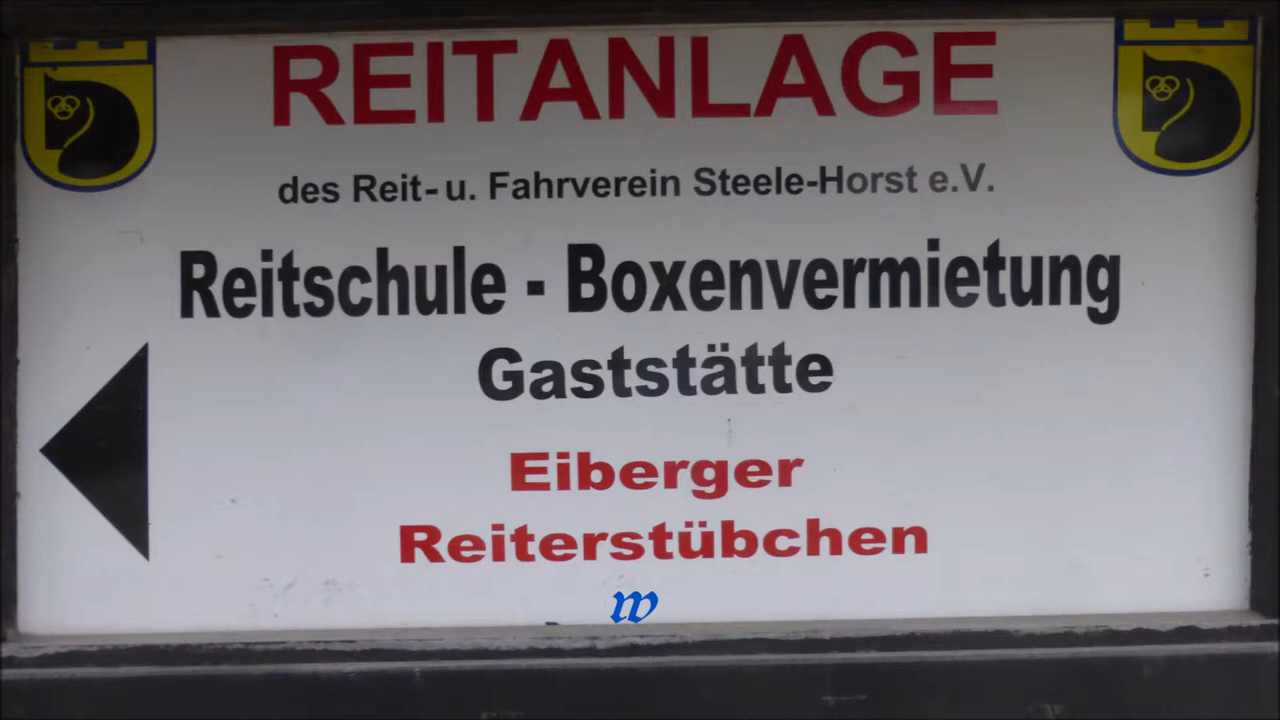 REITANLAGE
des Reit- u. Fahrverein Steele-Horst e.V.
Reitschule - Boxenvermietung
Gaststätte
Eiberger
Reiterstübchen
w